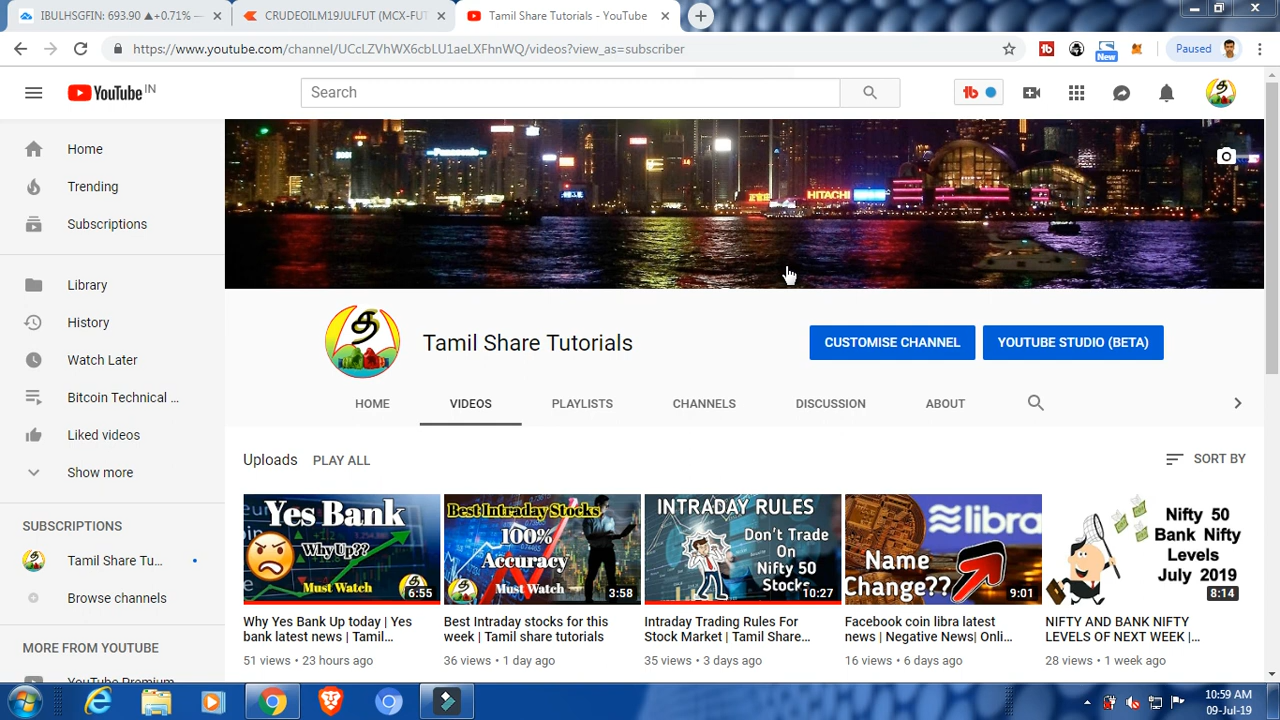 IBULHSGFIN: 693.90 ▲+0.71%
CRUDEOILM19JULFUT (MCX-FUT
Tamil Share Tutorials - YouTube
https://www.youtube.com/channel/UCcLZVhWX6cbLU1aeLXFhnWQ/videos?view_as=subscriber
New
Paused
YouTube IN
Search
Home
Trending
Subscriptions
Library
History
Watch Later
Bitcoin Technical ...
Liked videos
Show more
SUBSCRIPTIONS
Tamil Share Tu...
Browse channels
MORE FROM YOUTUBE
YouTube Premium
Panasonic
HITACHI
த
Tamil Share Tutorials
CUSTOMISE CHANNEL
YOUTUBE STUDIO (BETA)
HOME
VIDEOS
PLAYLISTS
CHANNELS
DISCUSSION
ABOUT
Uploads
PLAY ALL
SORT BY
Yes Bank
Why Up??
Must Watch
6:55
Why Yes Bank Up today | Yes
bank latest news | Tamil...
51 views • 23 hours ago
Best Intraday Stocks
100%
Accuracy
Must Watch
3:58
Best Intraday stocks for this
week | Tamil share tutorials
36 views • 1 day ago
INTRADAY RULES
Don't Trade
On
Nifty 50
Stocks
10:27
Intraday Trading Rules For
Stock Market | Tamil Share...
35 views • 3 days ago
libra
Name
Change??
9:01
Facebook coin libra latest
news | Negative News| Onli...
16 views • 6 days ago
Nifty 50
Bank Nifty
Levels
July 2019
8:14
NIFTY AND BANK NIFTY
LEVELS OF NEXT WEEK |...
28 views • 1 week ago
10:59 AM
09-Jul-19